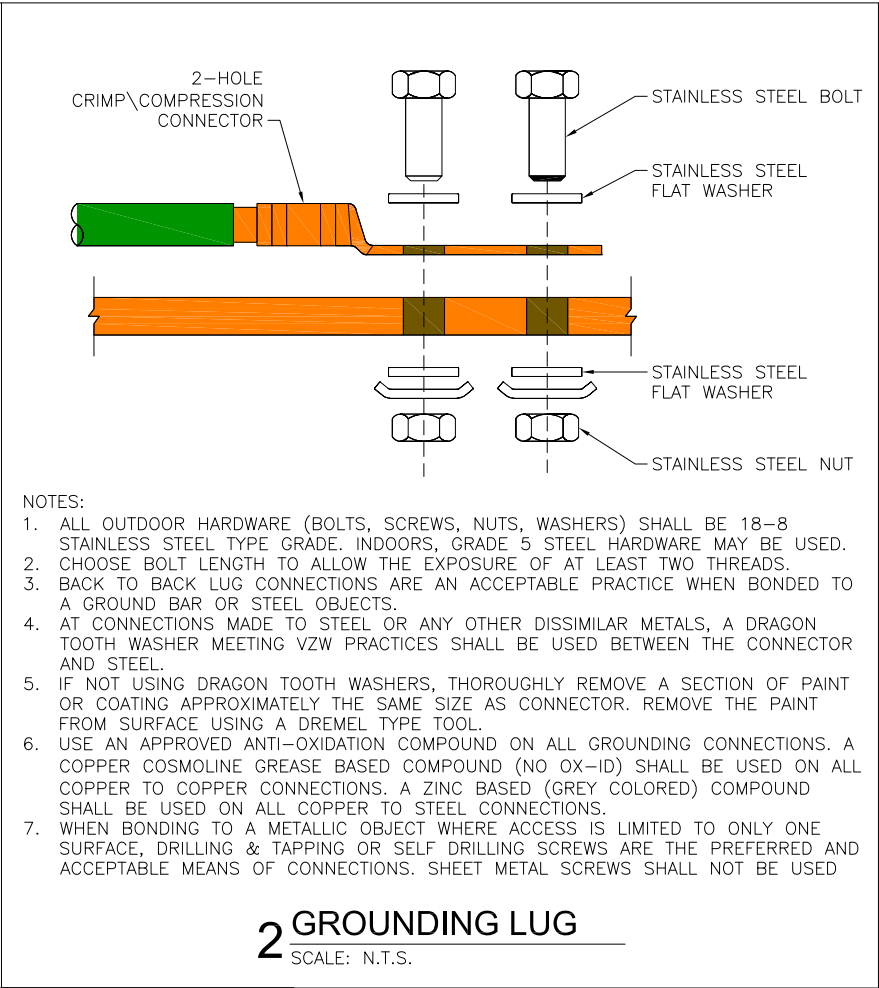 2-HOLE
CRIMP\COMPRESSION
CONNECTOR
STAINLESS STEEL BOLT
STAINLESS STEEL
FLAT WASHER
STAINLESS STEEL
FLAT WASHER
STAINLESS STEEL NUT
NOTES:
1. ALL OUTDOOR HARDWARE (BOLTS, SCREWS, NUTS, WASHERS) SHALL BE 18-8
STAINLESS STEEL TYPE GRADE. INDOORS, GRADE 5 STEEL HARDWARE MAY BE USED.
2. CHOOSE BOLT LENGTH TO ALLOW THE EXPOSURE OF AT LEAST TWO THREADS.
3. BACK TO BACK LUG CONNECTIONS ARE AN ACCEPTABLE PRACTICE WHEN BONDED TO
A GROUND BAR OR STEEL OBJECTS.
4. AT CONNECTIONS MADE TO STEEL OR ANY OTHER DISSIMILAR METALS, A DRAGON
TOOTH WASHER MEETING VZW PRACTICES SHALL BE USED BETWEEN THE CONNECTOR
AND STEEL.
5. IF NOT USING DRAGON TOOTH WASHERS, THOROUGHLY REMOVE A SECTION OF PAINT
OR COATING APPROXIMATELY THE SAME SIZE AS CONNECTOR. REMOVE THE PAINT
FROM SURFACE USING A DREMEL TYPE TOOL.
6. USE AN APPROVED ANTI-OXIDATION COMPOUND ON ALL GROUNDING CONNECTIONS. A
COPPER COSMOLINE GREASE BASED COMPOUND (NO OX-ID) SHALL BE USED ON ALL
COPPER TO COPPER CONNECTIONS. A ZINC BASED (GREY COLORED) COMPOUND
SHALL BE USED ON ALL COPPER TO STEEL CONNECTIONS.
7. WHEN BONDING TO A METALLIC OBJECT WHERE ACCESS IS LIMITED TO ONLY ONE
SURFACE, DRILLING & TAPPING OR SELF DRILLING SCREWS ARE THE PREFERRED AND
ACCEPTABLE MEANS OF CONNECTIONS. SHEET METAL SCREWS SHALL NOT BE USED
2 GROUNDING LUG
SCALE: N.T.S.